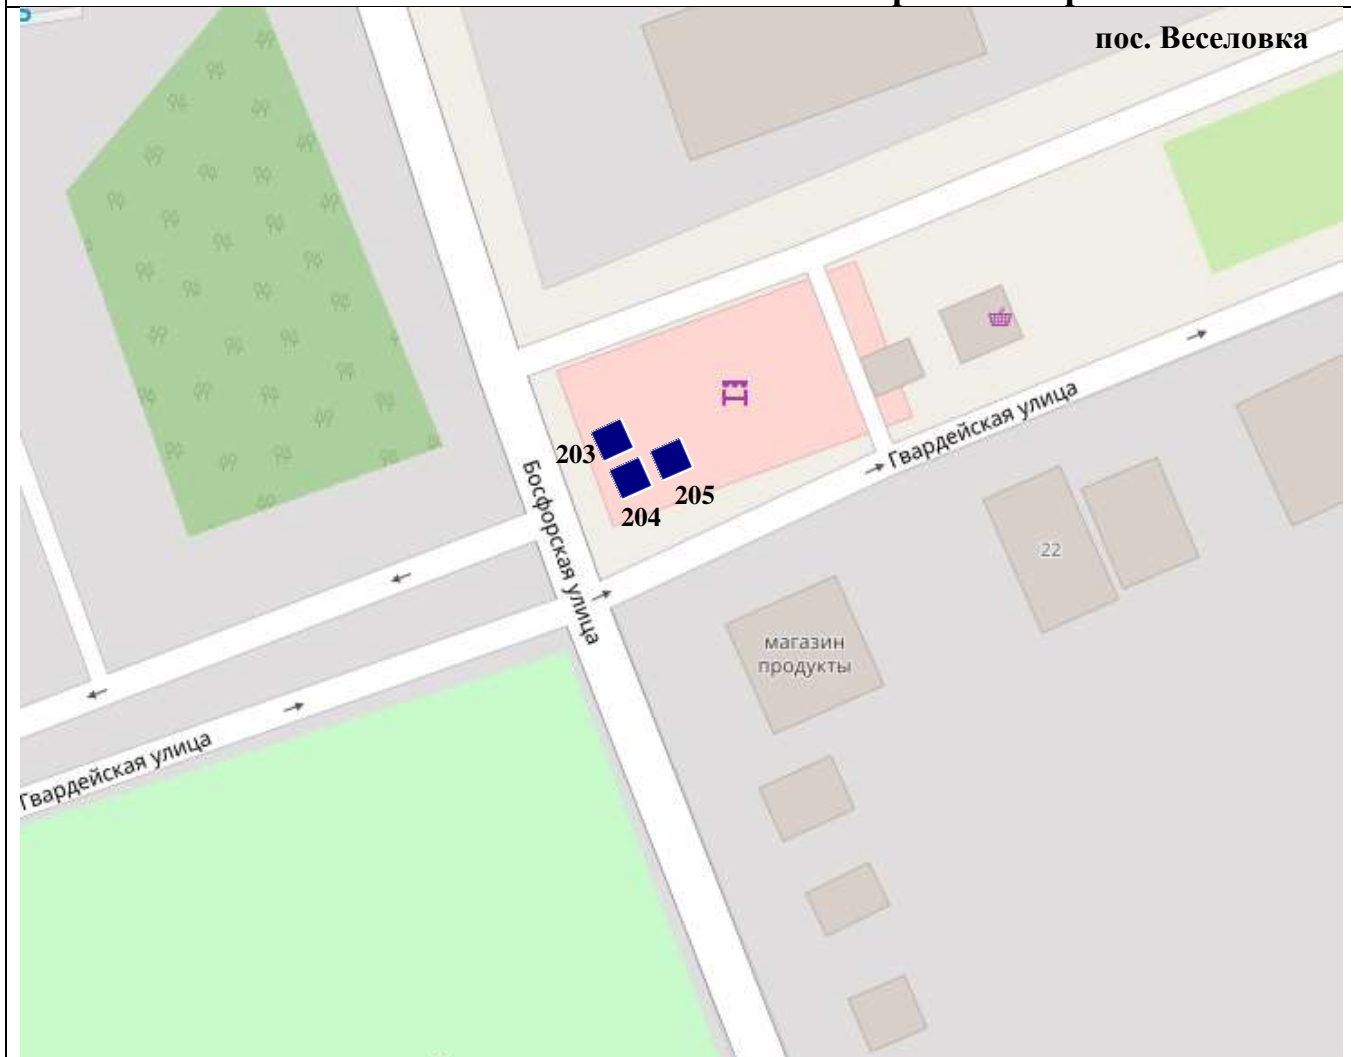 пос. Веселовка
Гвардейская улица
203
205
204
Босфорская улица
22
магазин
продукты
Гвардейская улица